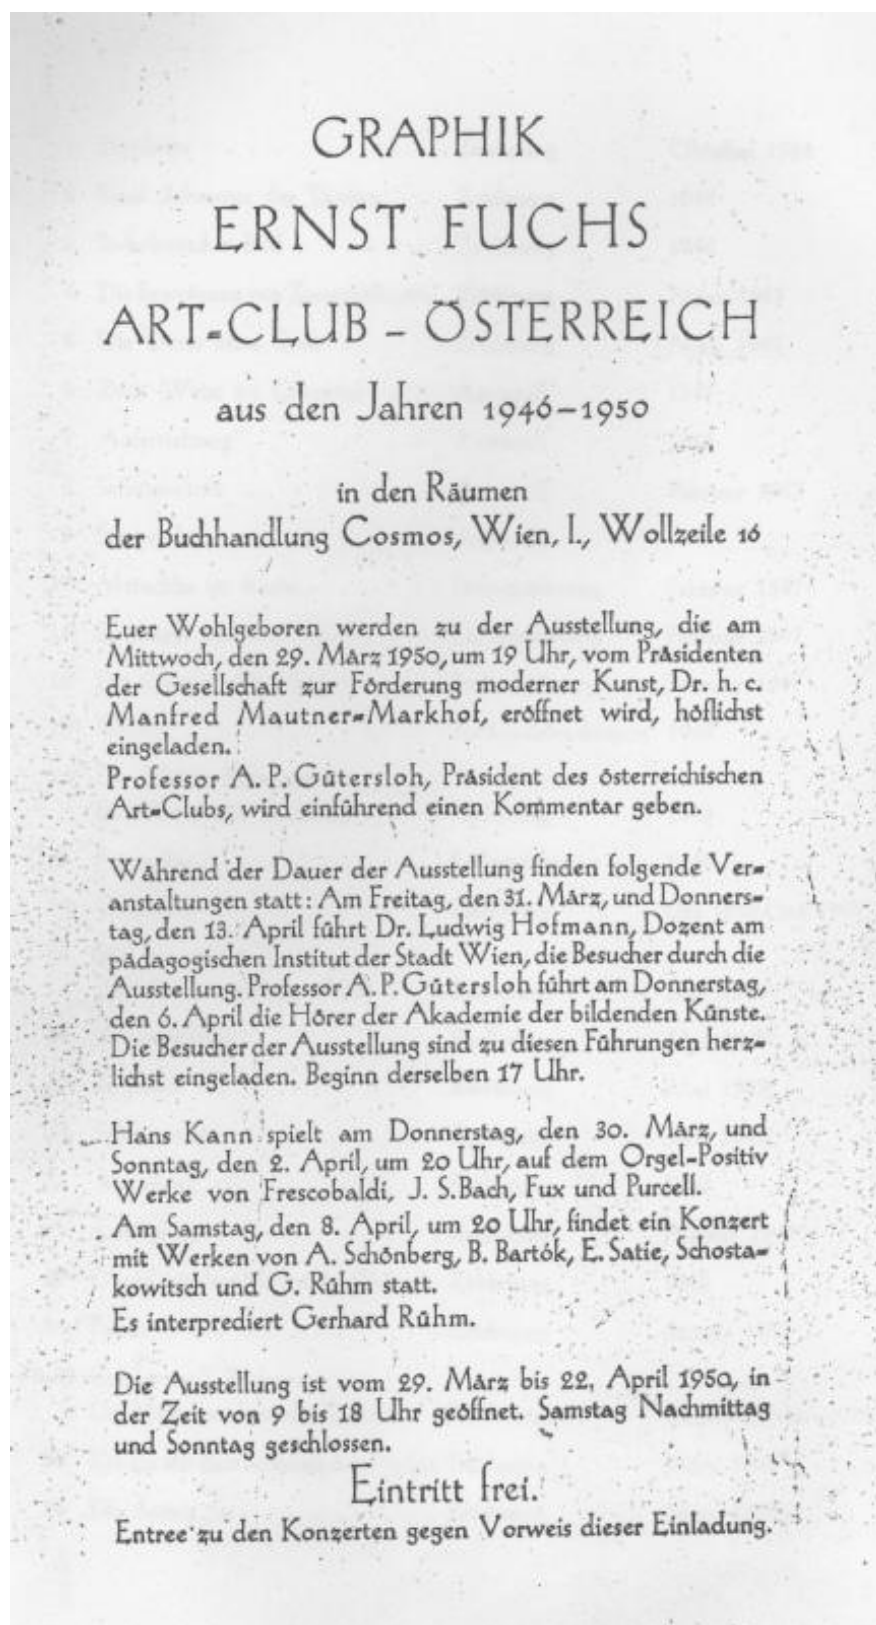 GRAPHIK
ERNST FUCHS
ART-CLUB – ÖSTERREICH
aus den Jahren 1946–1950
in den Räumen
der Buchhandlung Cosmos, Wien, I., Wollzeile 16
Euer Wohlgeboren werden zu der Ausstellung, die am
Mittwoch, den 29. März 1950, um 19 Uhr, vom Präsidenten
der Gesellschaft zur Förderung moderner Kunst, Dr. h. c.
Manfred Mautner-Markhof, eröffnet wird, höflichst
eingeladen.
Professor A. P. Gütersloh, Präsident des österreichischen
Art-Clubs, wird einführend einen Kommentar geben.
Während der Dauer der Ausstellung finden folgende Ver-
anstaltungen statt: Am Freitag, den 31. März, und Donners-
tag, den 13. April führt Dr. Ludwig Hofmann, Dozent am
pädagogischen Institut der Stadt Wien, die Besucher durch die
Ausstellung. Professor A. P. Gütersloh führt am Donnerstag,
den 6. April die Hörer der Akademie der bildenden Künste.
Die Besucher der Ausstellung sind zu diesen Führungen herz-
lichst eingeladen. Beginn derselben 17 Uhr.
Hans Kann spielt am Donnerstag, den 30. März, und
Sonntag, den 2. April, um 20 Uhr, auf dem Orgel-Positiv
Werke von Frescobaldi, J. S. Bach, Fux und Purcell.
Am Samstag, den 8. April, um 20 Uhr, findet ein Konzert
mit Werken von A. Schönberg, B. Bartók, E. Satie, Schosta-
kowitsch und G. Rühm statt.
Es interprediert Gerhard Rühm.
Die Ausstellung ist vom 29. März bis 22. April 1950, in
der Zeit von 9 bis 18 Uhr geöffnet. Samstag Nachmittag
und Sonntag geschlossen.
Eintritt frei.
Entree zu den Konzerten gegen Vorweis dieser Einladung.